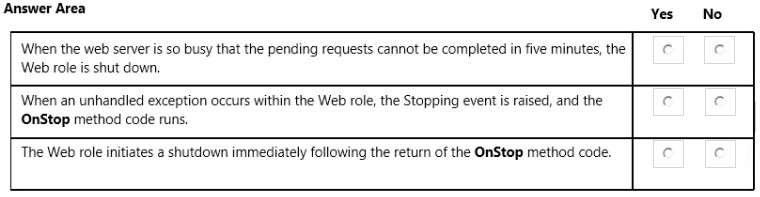 Answer Area
Yes No
When the web server is so busy that the pending requests cannot be completed in five minutes, the
Web role is shut down.
When an unhandled exception occurs within the Web role, the Stopping event is raised, and the
OnStop method code runs.
The Web role initiates a shutdown immediately following the return of the OnStop method code.